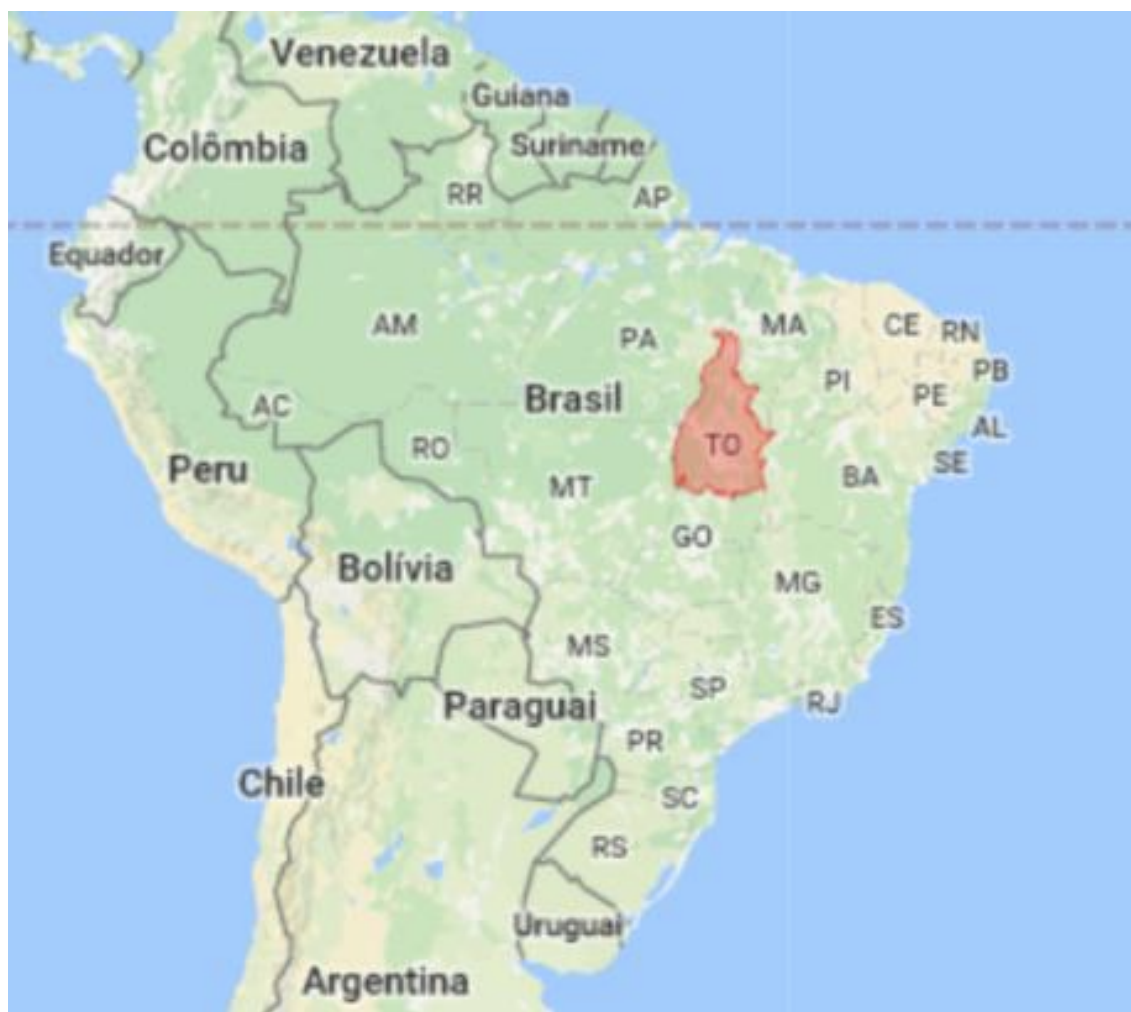 Venezuela
Guiana
Colômbia
Suriname
RR
AP
Equador
AM
PA
MA
CE
RN
PI
PB
Brasil
PE
AC
TO
AL
RO
Peru
SE
MT
BA
GO
Bolívia
MG
ES
MS
SP
Paraguai
RJ
PR
Chile
SC
RS
Uruguai
Argentina